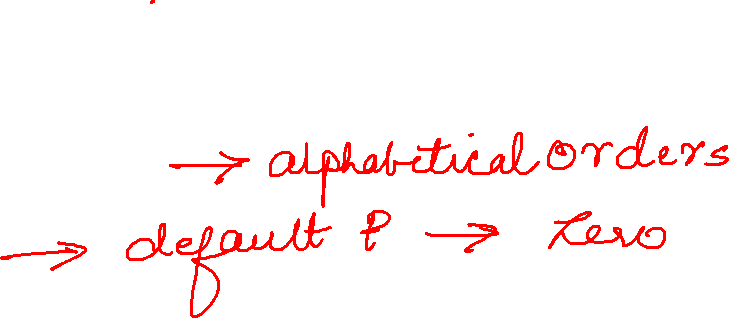 → alphabetical orders
→ default P → Zero